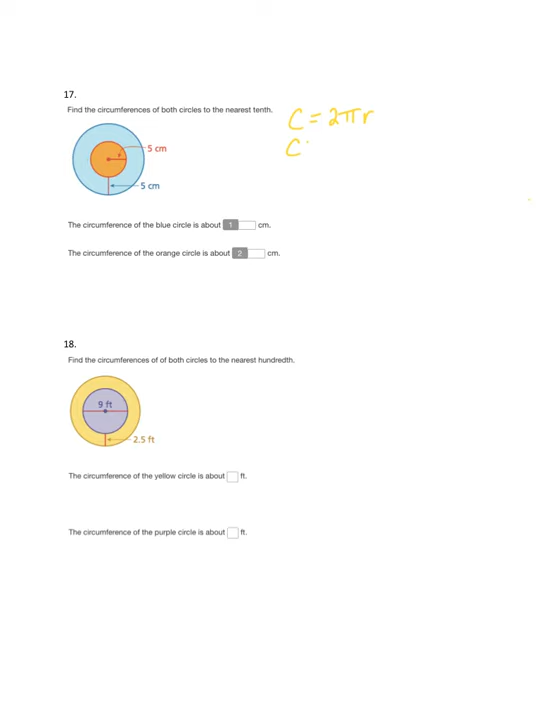 17.
Find the circumferences of both circles to the nearest tenth.
C = 2πr
C
5 cm
5 cm
The circumference of the blue circle is about 1 cm.
The circumference of the orange circle is about 2 cm.
18.
Find the circumferences of of both circles to the nearest hundredth.
9 ft
2.5 ft
The circumference of the yellow circle is about ft.
The circumference of the purple circle is about ft.